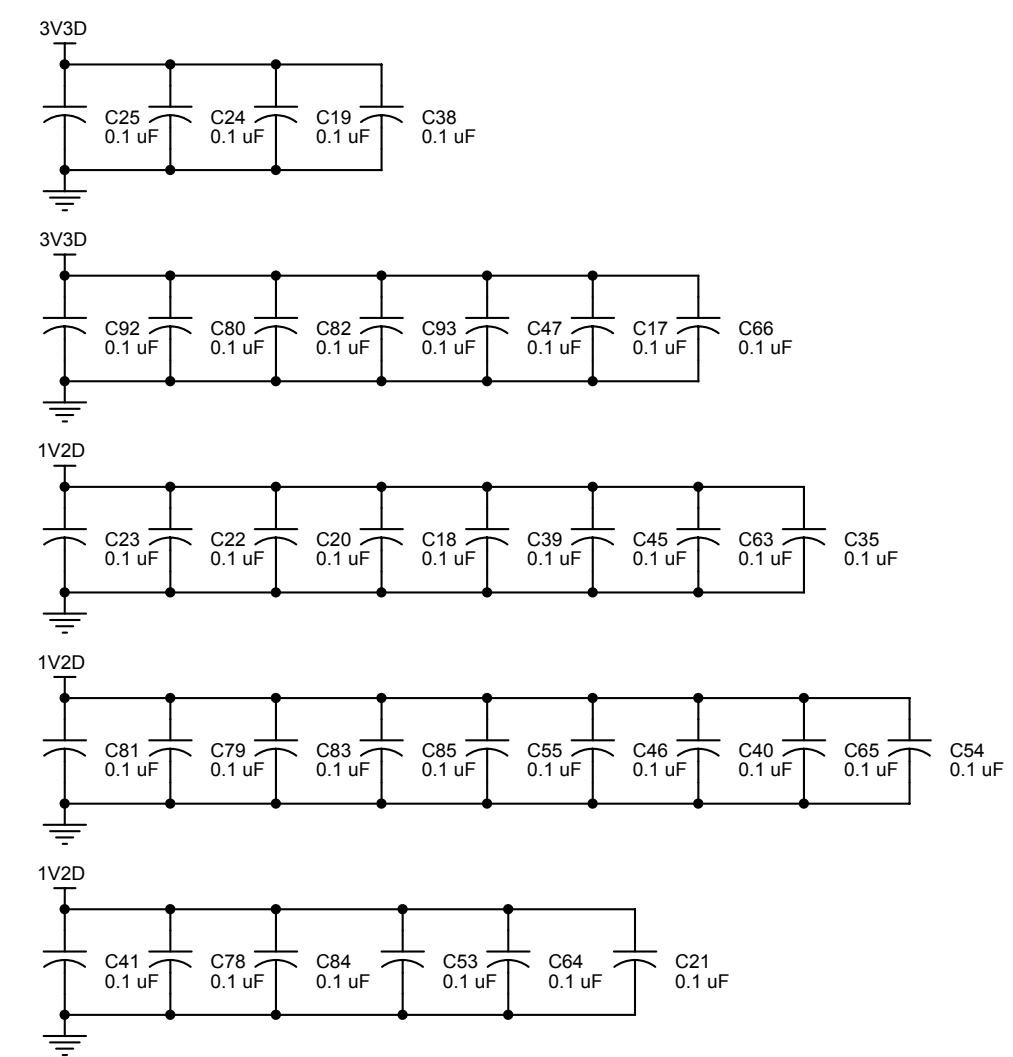 3V3D
C25 C24 C19 C38
0.1 uF 0.1 uF 0.1 uF 0.1 uF
3V3D
C92 C80 C82 C93 C47 C17 C66
0.1 uF 0.1 uF 0.1 uF 0.1 uF 0.1 uF 0.1 uF 0.1 uF
1V2D
C23 C22 C20 C18 C39 C45 C63 C35
0.1 uF 0.1 uF 0.1 uF 0.1 uF 0.1 uF 0.1 uF 0.1 uF 0.1 uF
1V2D
C81 C79 C83 C85 C55 C46 C40 C65 C54
0.1 uF 0.1 uF 0.1 uF 0.1 uF 0.1 uF 0.1 uF 0.1 uF 0.1 uF 0.1 uF
1V2D
C41 C78 C84 C53 C64 C21
0.1 uF 0.1 uF 0.1 uF 0.1 uF 0.1 uF 0.1 uF